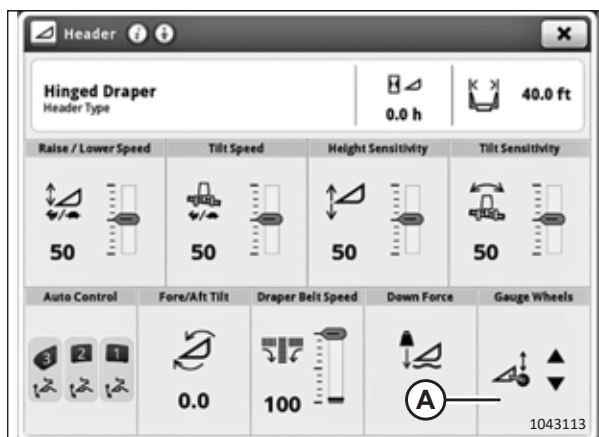 Header
Hinged Draper
Header Type
0.0 h
40.0 ft
Raise / Lower Speed
Tilt Speed
Height Sensitivity
Tilt Sensitivity
50
50
50
50
Auto Control
Fore/Aft Tilt
Draper Belt Speed
Down Force
Gauge Wheels
3 2 1
0.0
100
A
1043113